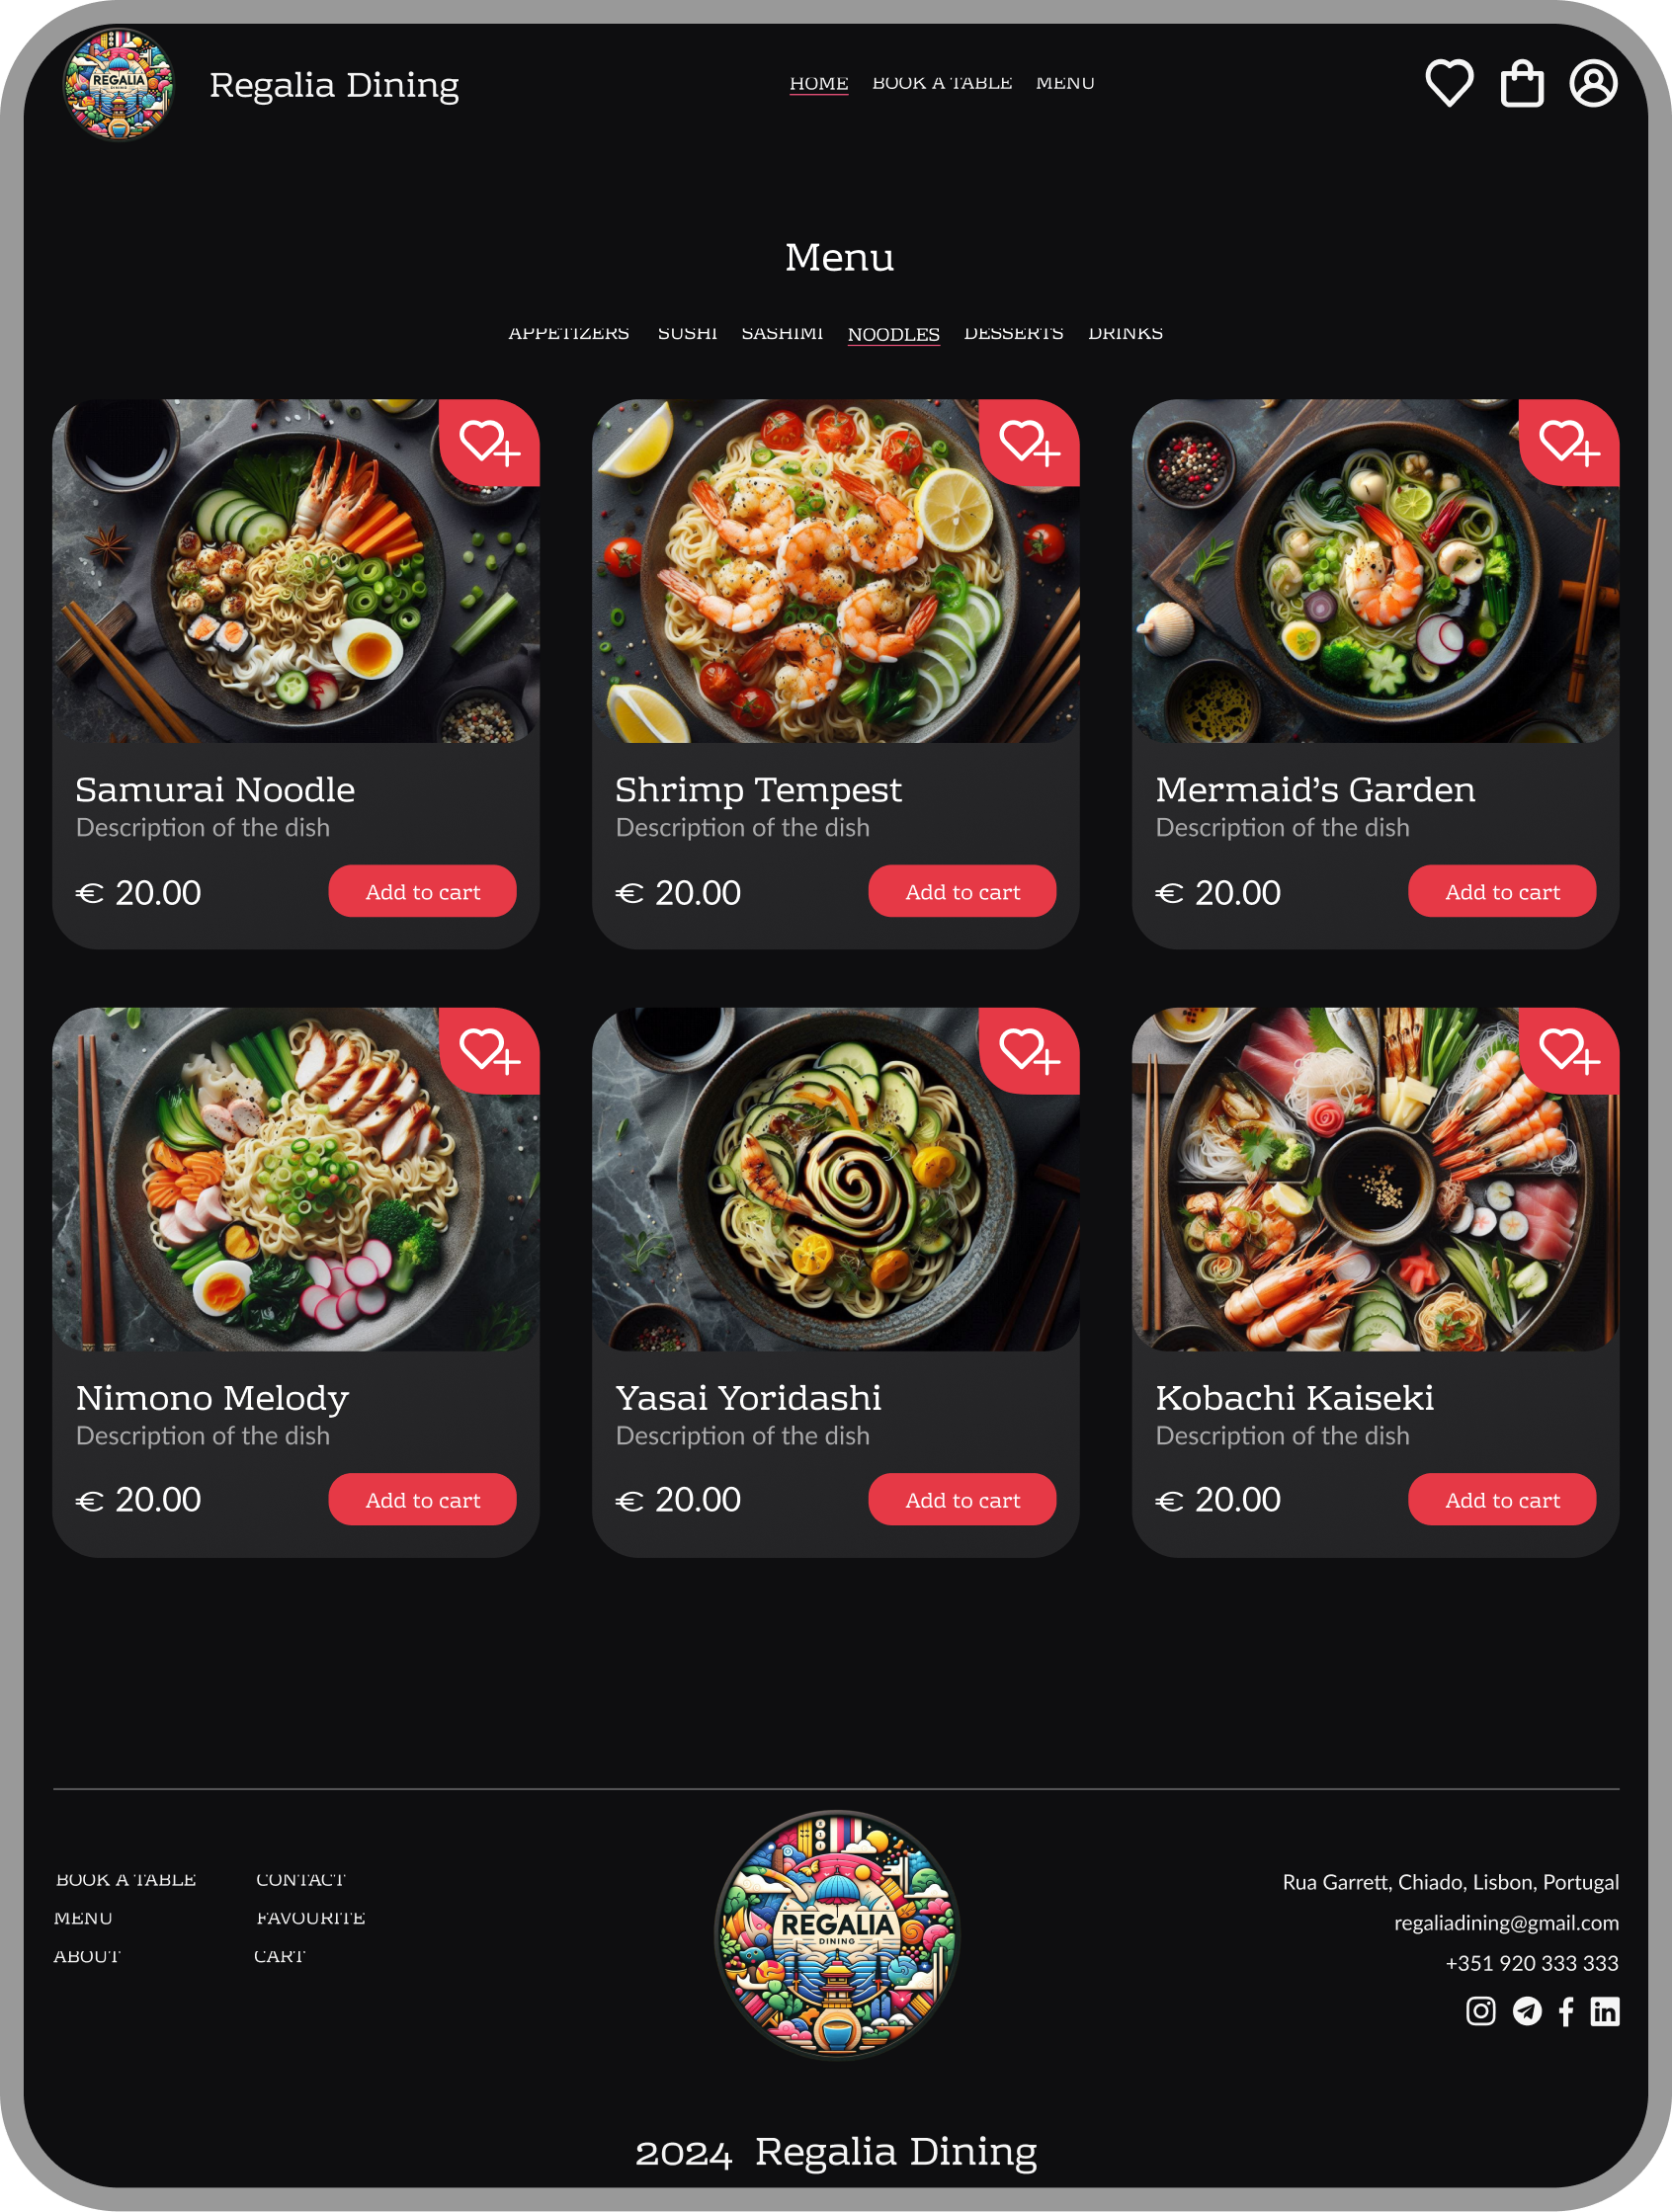 REGALIA
DINING
Regalia Dining
HOME BOOK A TABLE MENU
Menu
APPETIZERS SUSHI SASHIMI NOODLES DESSERTS DRINKS
Samurai Noodle Shrimp Tempest Mermaid’s Garden
Description of the dish Description of the dish Description of the dish
€ 20.00 Add to cart € 20.00 Add to cart € 20.00 Add to cart
Nimono Melody Yasai Yoridashi Kobachi Kaiseki
Description of the dish Description of the dish Description of the dish
€ 20.00 Add to cart € 20.00 Add to cart € 20.00 Add to cart
BOOK A TABLE CONTACT
MENU FAVOURITE
ABOUT CART
REGALIA
DINING
Rua Garrett, Chiado, Lisbon, Portugal
regaliadining@gmail.com
+351 920 333 333
2024 Regalia Dining